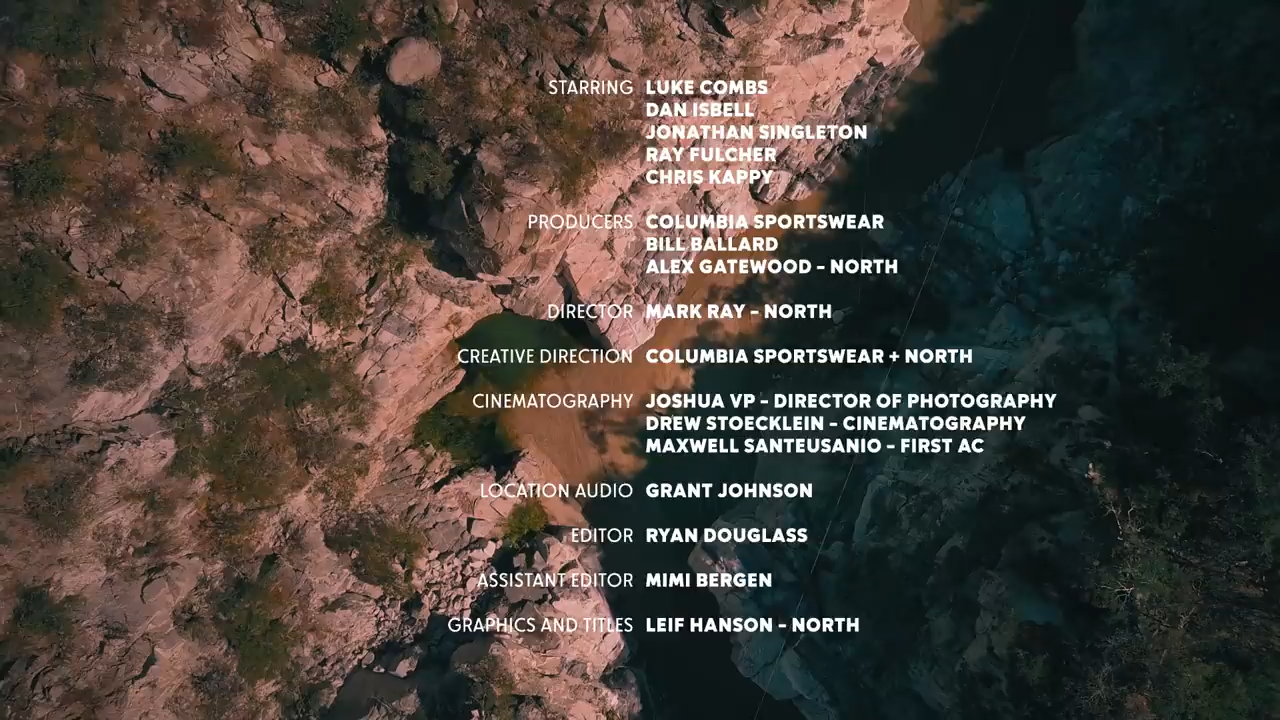 STARRING LUKE COMBS
DAN ISBELL
JONATHAN SINGLETON
RAY FULCHER
CHRIS KAPPY
PRODUCERS COLUMBIA SPORTSWEAR
BILL BALLARD
ALEX GATEWOOD - NORTH
DIRECTOR MARK RAY - NORTH
CREATIVE DIRECTION COLUMBIA SPORTSWEAR + NORTH
CINEMATOGRAPHY JOSHUA VP - DIRECTOR OF PHOTOGRAPHY
DREW STOECKLEIN - CINEMATOGRAPHY
MAXWELL SANTEUSANIO - FIRST AC
LOCATION AUDIO GRANT JOHNSON
EDITOR RYAN DOUGLASS
ASSISTANT EDITOR MIMI BERGEN
GRAPHICS AND TITLES LEIF HANSON - NORTH